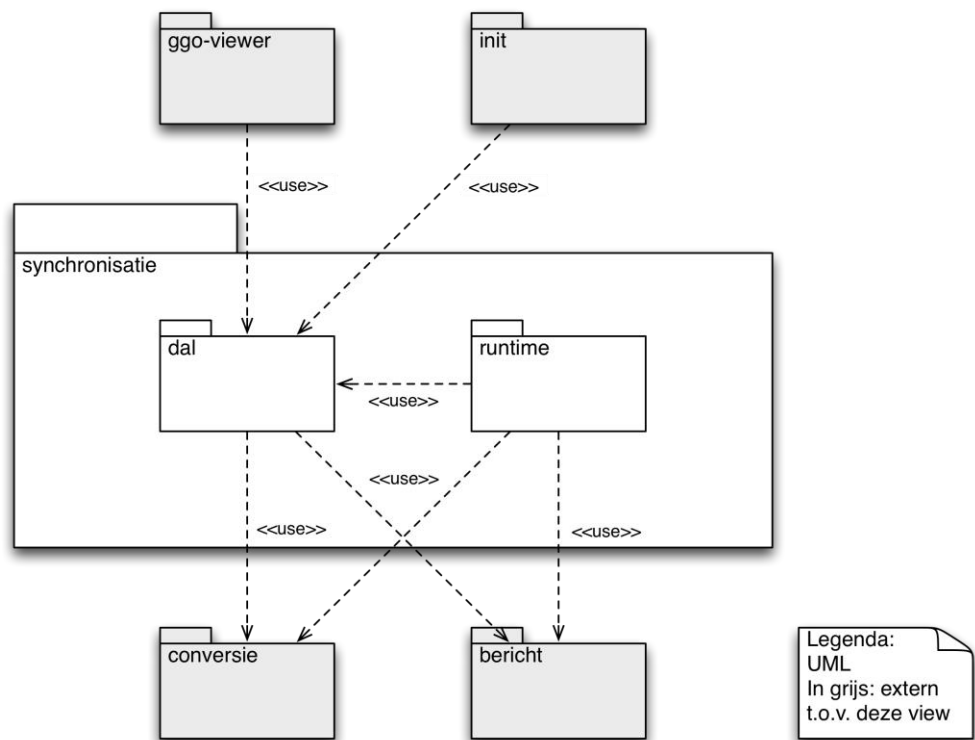 ggo-viewer
init
<<use>>
<<use>>
synchronisatie
dal
runtime
<<use>>
<<use>>
<<use>>
<<use>>
conversie
bericht
Legenda:
UML
In grijs: extern
t.o.v. deze view